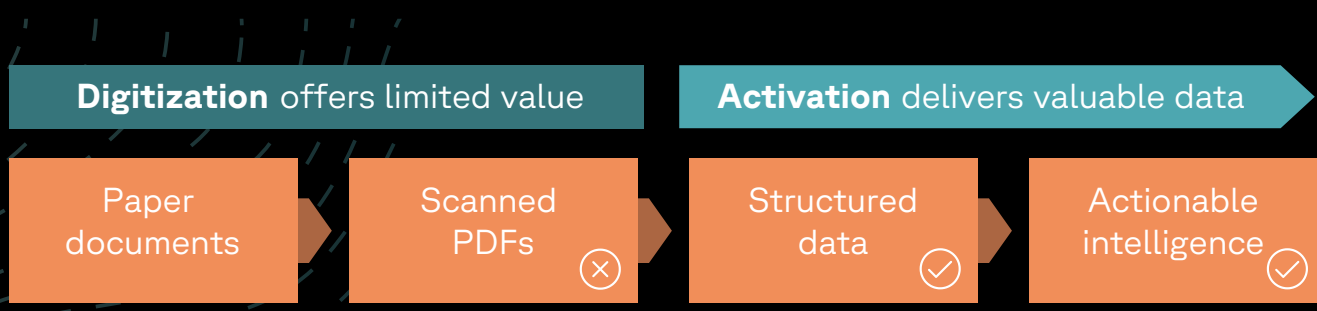 Digitization offers limited value
Activation delivers valuable data
Paper
documents
Scanned
PDFs
Structured
data
Actionable
intelligence